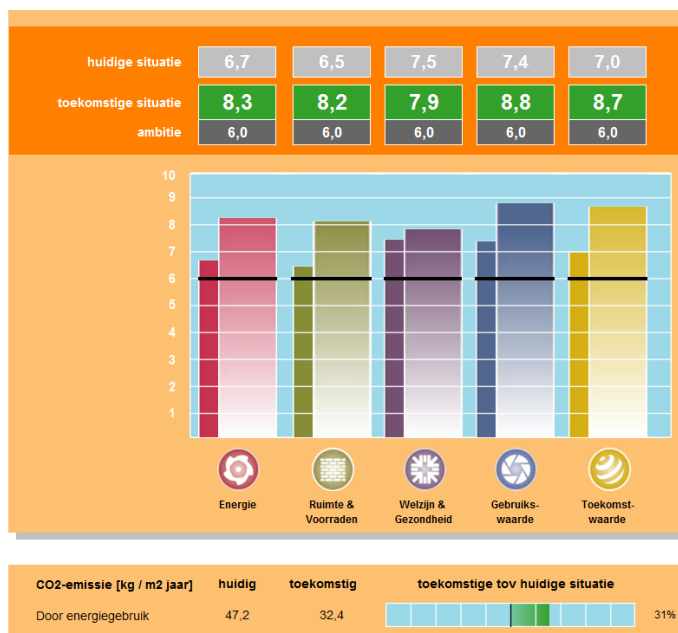 huidige situatie 6,7 6,5 7,5 7,4 7,0
toekomstige situatie 8,3 8,2 7,9 8,8 8,7
ambitie 6,0 6,0 6,0 6,0 6,0
10
9
8
7
6
5
4
3
2
1
Energie
Ruimte &
Voorraden
Welzijn &
Gezondheid
Gebruiks-
waarde
Toekomst-
waarde
CO2-emissie [kg / m2 jaar] huidig toekomstig toekomstige tov huidige situatie
Door energiegebruik 47,2 32,4 31%